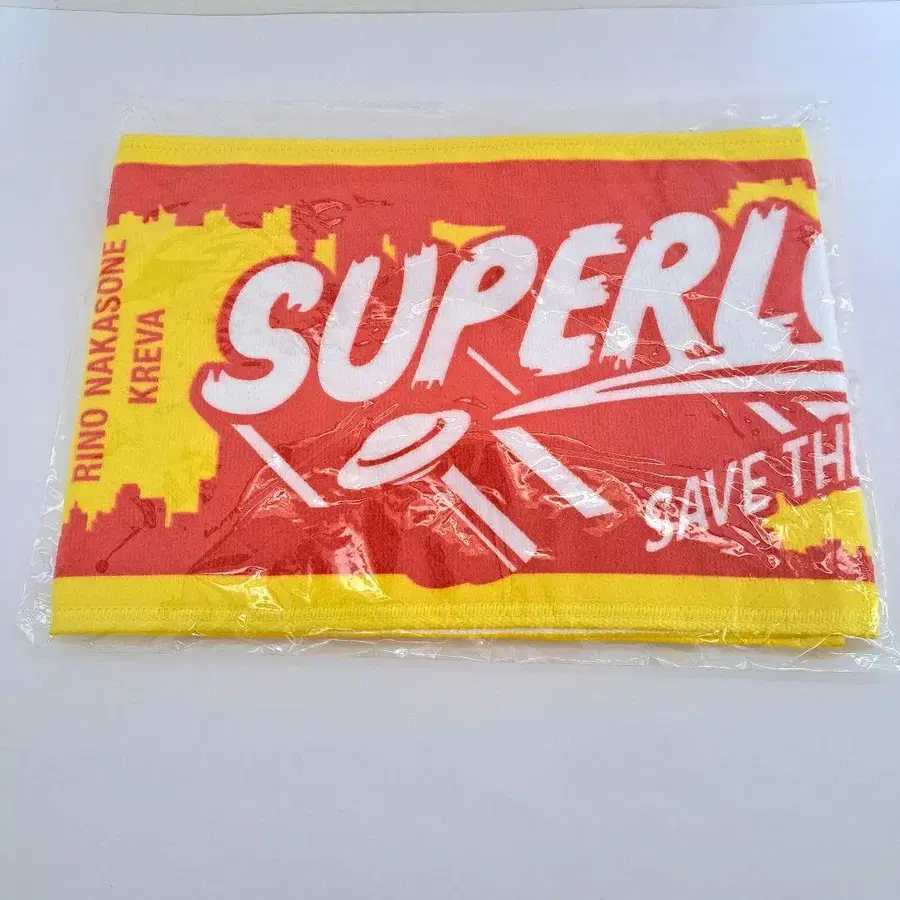 RINO NAKASONE
KREVA
SUPERL
SAVE TH